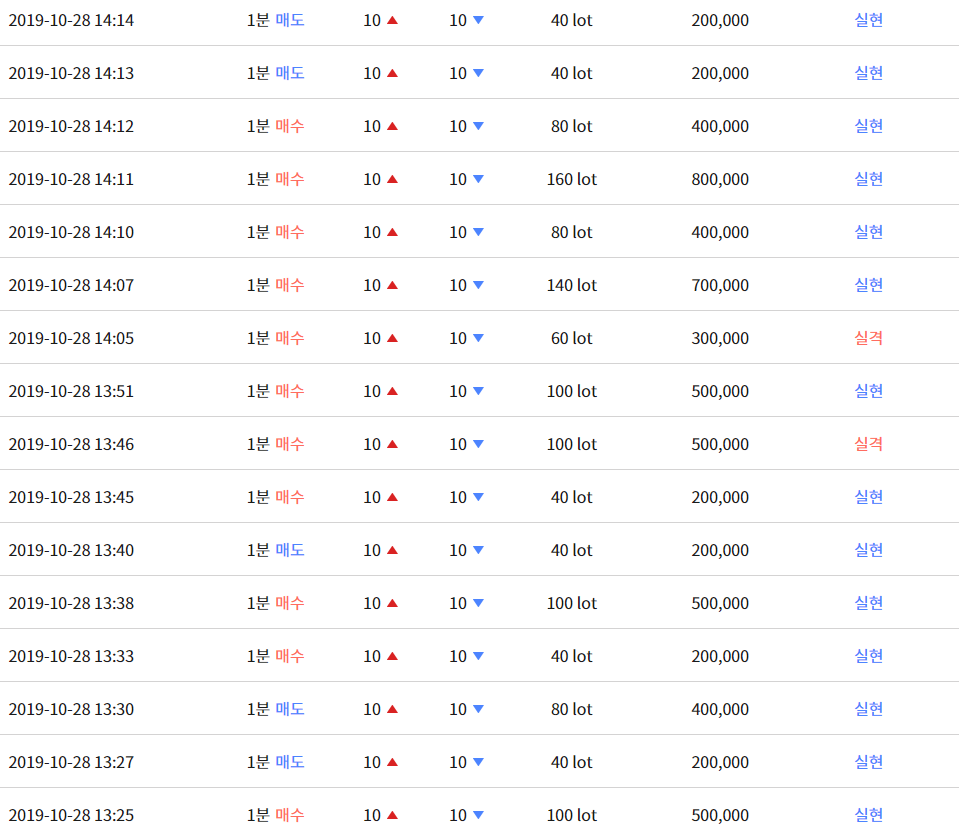 2019-10-28 14:14 1분 매도 10 ▲ 10 ▼ 40 lot 200,000 실현
2019-10-28 14:13 1분 매도 10 ▲ 10 ▼ 40 lot 200,000 실현
2019-10-28 14:12 1분 매수 10 ▲ 10 ▼ 80 lot 400,000 실현
2019-10-28 14:11 1분 매수 10 ▲ 10 ▼ 160 lot 800,000 실현
2019-10-28 14:10 1분 매수 10 ▲ 10 ▼ 80 lot 400,000 실현
2019-10-28 14:07 1분 매수 10 ▲ 10 ▼ 140 lot 700,000 실현
2019-10-28 14:05 1분 매수 10 ▲ 10 ▼ 60 lot 300,000 실격
2019-10-28 13:51 1분 매수 10 ▲ 10 ▼ 100 lot 500,000 실현
2019-10-28 13:46 1분 매수 10 ▲ 10 ▼ 100 lot 500,000 실격
2019-10-28 13:45 1분 매수 10 ▲ 10 ▼ 40 lot 200,000 실현
2019-10-28 13:40 1분 매도 10 ▲ 10 ▼ 40 lot 200,000 실현
2019-10-28 13:38 1분 매수 10 ▲ 10 ▼ 100 lot 500,000 실현
2019-10-28 13:33 1분 매수 10 ▲ 10 ▼ 40 lot 200,000 실현
2019-10-28 13:30 1분 매도 10 ▲ 10 ▼ 80 lot 400,000 실현
2019-10-28 13:27 1분 매도 10 ▲ 10 ▼ 40 lot 200,000 실현
2019-10-28 13:25 1분 매수 10 ▲ 10 ▼ 100 lot 500,000 실현